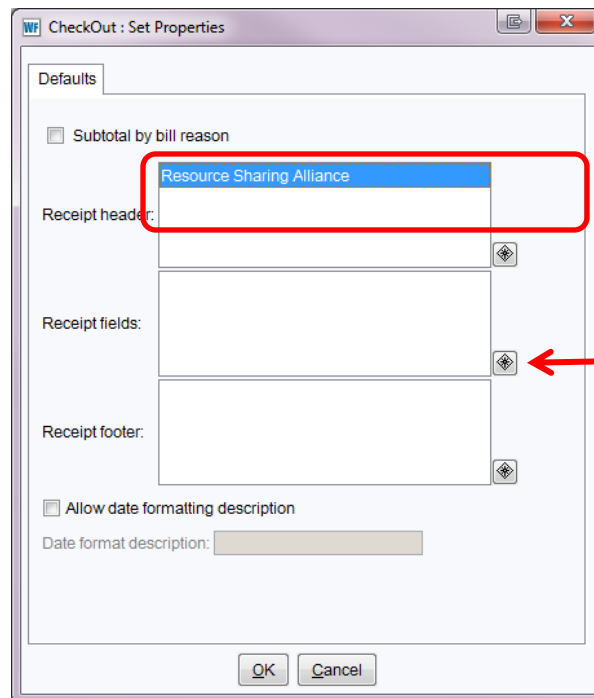 WF CheckOut : Set Properties
Defaults
Subtotal by bill reason
Resource Sharing Alliance
Receipt header:
Receipt fields:
Receipt footer:
Allow date formatting description
Date format description:
OK Cancel